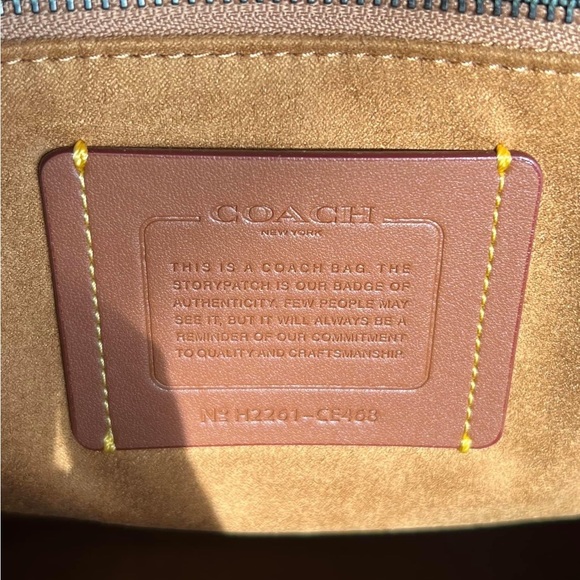 COACH
NEW YORK
THIS IS A COACH BAG. THE
STORYPATCH IS OUR BADGE OF
AUTHENTICITY. FEW PEOPLE MAY
SEE IT, BUT IT WILL ALWAYS BE A
REMINDER OF OUR COMMITMENT
TO QUALITY AND CRAFTSMANSHIP.
Nº H2261-CE468